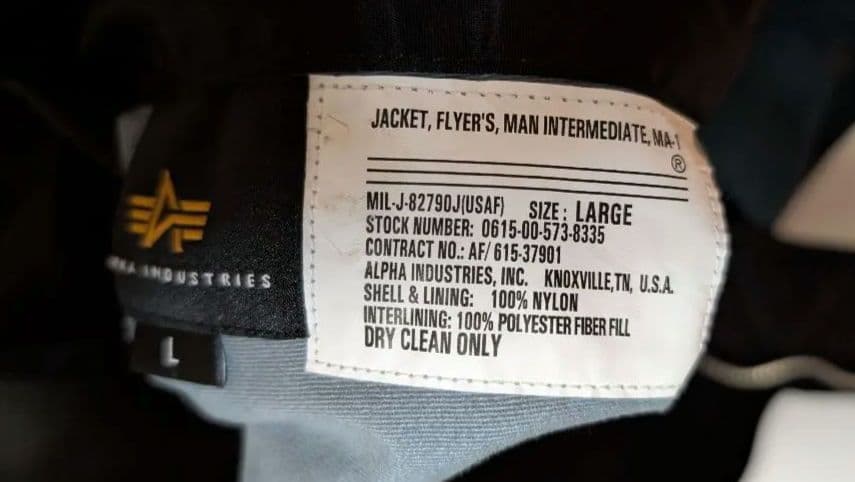 JACKET, FLYER'S, MAN INTERMEDIATE, MA-1
®
MIL-J-82790J(USAF) SIZE: LARGE
STOCK NUMBER: 0615-00-573-8335
CONTRACT NO.: AF/615-37901
ALPHA INDUSTRIES, INC. KNOXVILLE,TN, U.S.A.
SHELL & LINING: 100% NYLON
INTERLINING: 100% POLYESTER FIBER FILL
DRY CLEAN ONLY
INDUSTRIES
L